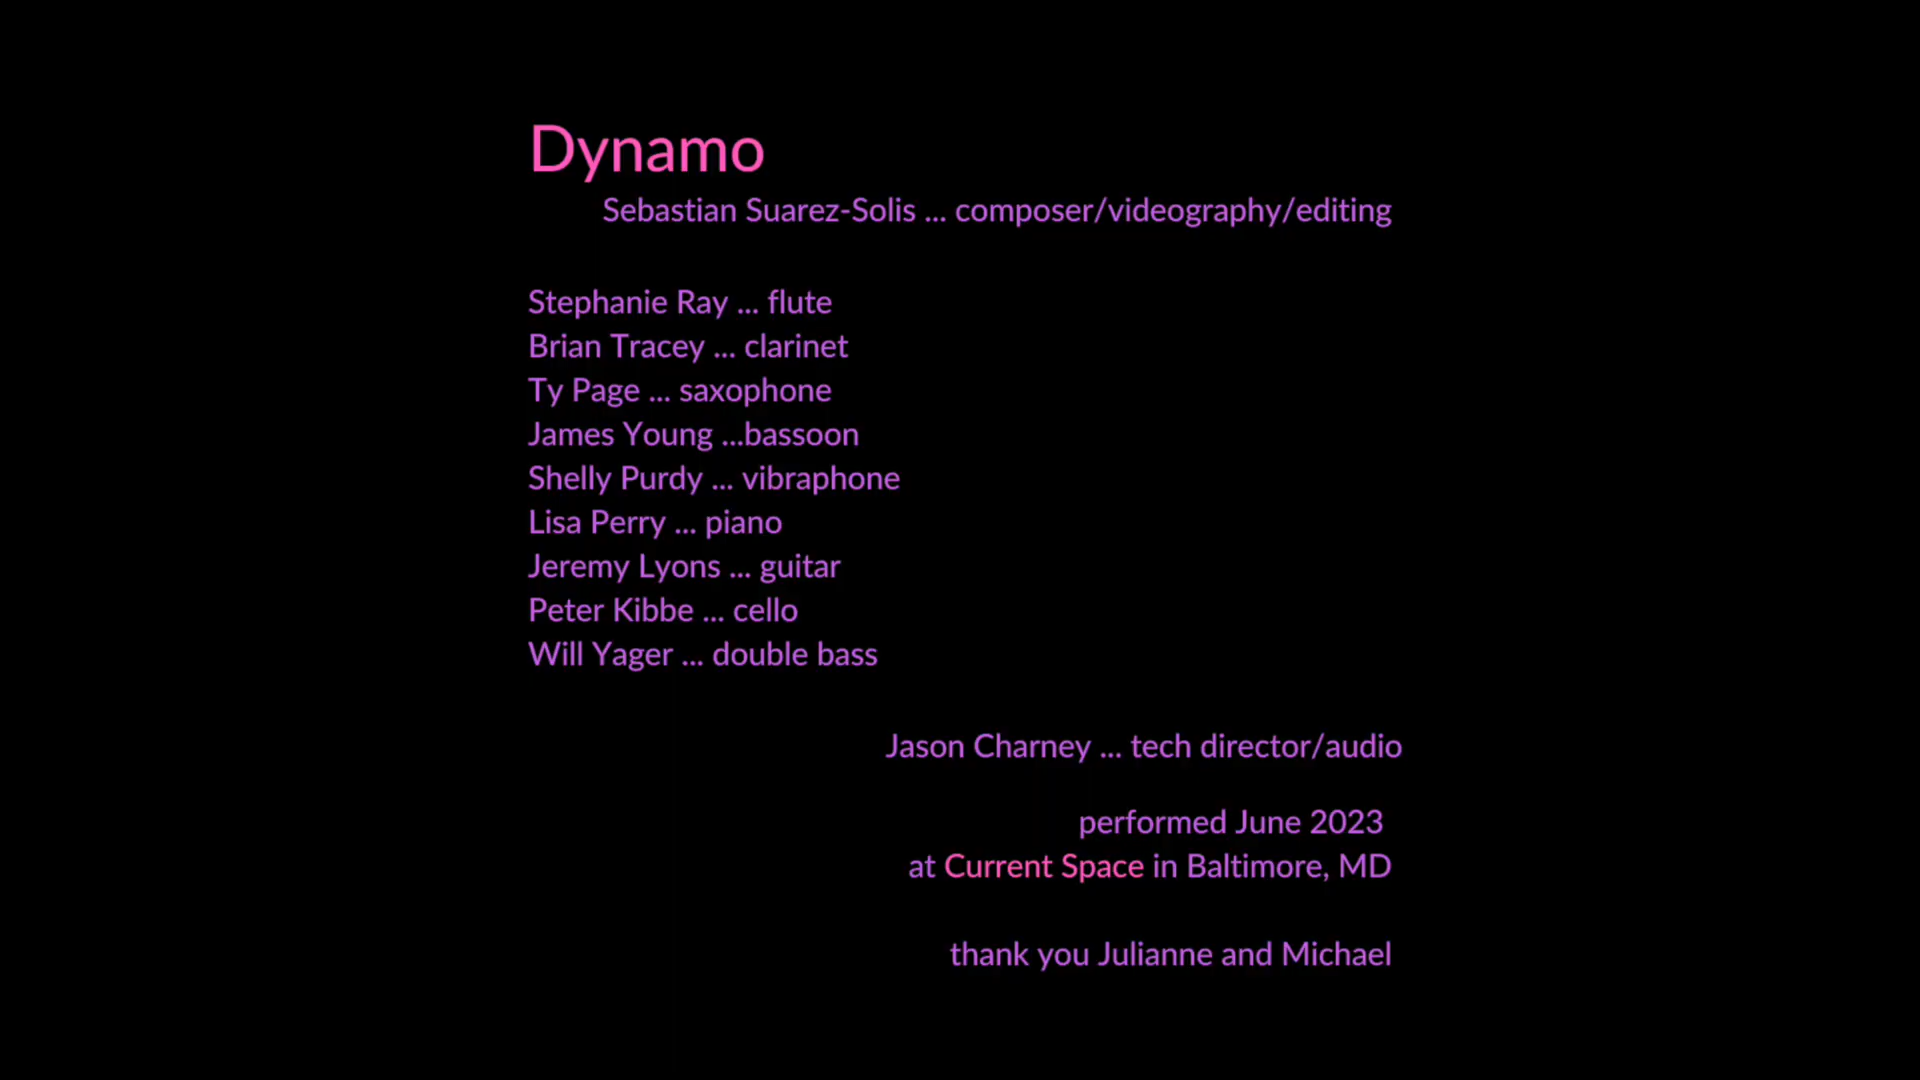 Dynamo
Sebastian Suarez-Solis ... composer/videography/editing
Stephanie Ray ... flute
Brian Tracey ... clarinet
Ty Page ... saxophone
James Young ...bassoon
Shelly Purdy ... vibraphone
Lisa Perry ... piano
Jeremy Lyons ... guitar
Peter Kibbe ... cello
Will Yager ... double bass
Jason Charney ... tech director/audio
performed June 2023
at Current Space in Baltimore, MD
thank you Julianne and Michael